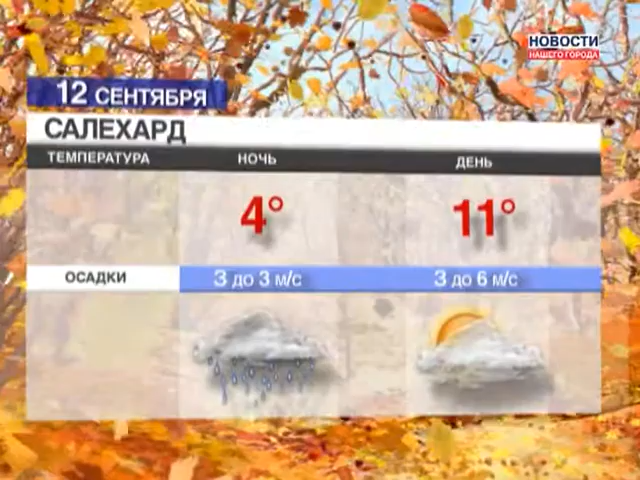 НОВОСТИ
НАШЕГО ГОРОДА
12 СЕНТЯБРЯ
САЛЕХАРД
ТЕМПЕРАТУРА НОЧЬ ДЕНЬ
4° 11°
ОСАДКИ З до 3 м/с З до 6 м/с